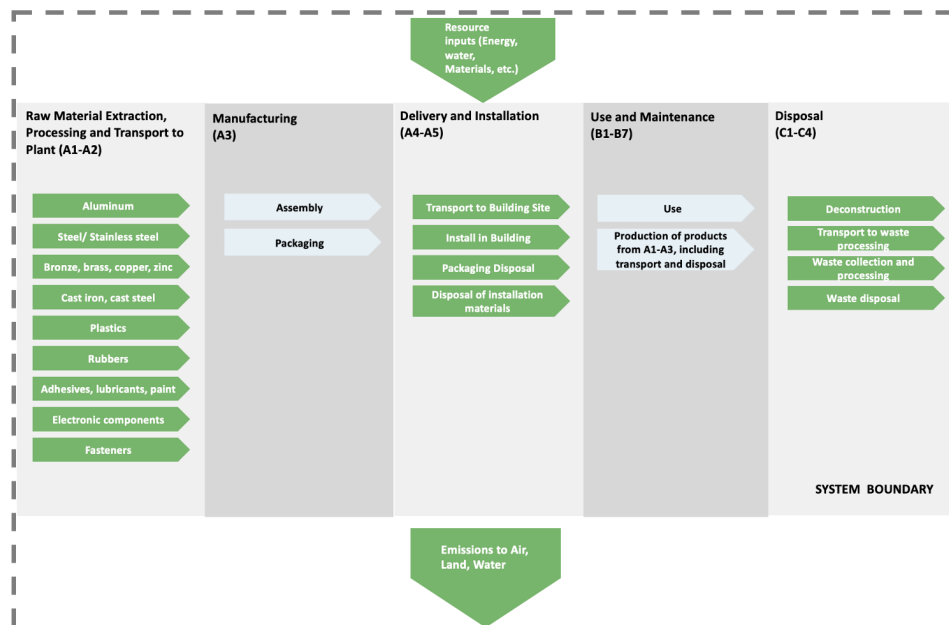 Resource
inputs (Energy,
water,
Materials, etc.)
Raw Material Extraction,
Processing and Transport to
Plant (A1-A2)
Aluminum
Steel/ Stainless steel
Bronze, brass, copper, zinc
Cast iron, cast steel
Plastics
Rubbers
Adhesives, lubricants, paint
Electronic components
Fasteners
Manufacturing
(A3)
Assembly
Packaging
Delivery and Installation
(A4-A5)
Transport to Building Site
Install in Building
Packaging Disposal
Disposal of installation
materials
Use and Maintenance
(B1-B7)
Use
Production of products
from A1-A3, including
transport and disposal
Disposal
(C1-C4)
Deconstruction
Transport to waste
processing
Waste collection and
processing
Waste disposal
SYSTEM BOUNDARY
Emissions to Air,
Land, Water